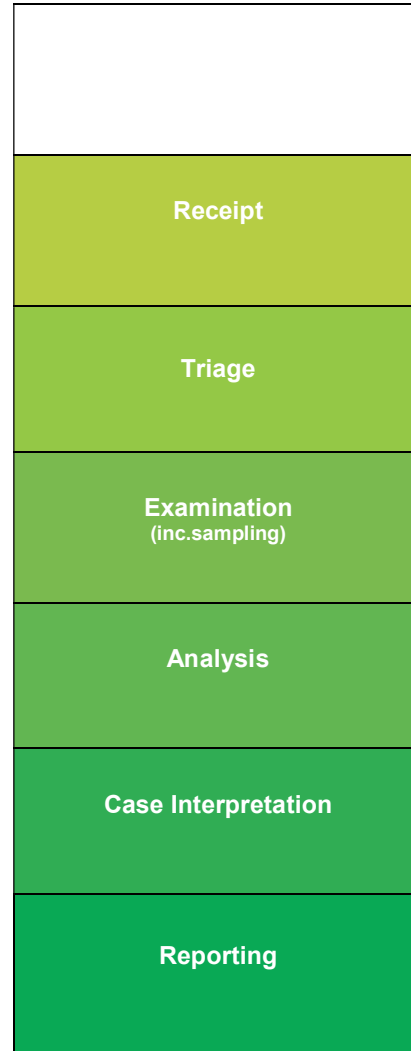 Receipt
Triage
Examination
(inc.sampling)
Analysis
Case Interpretation
Reporting